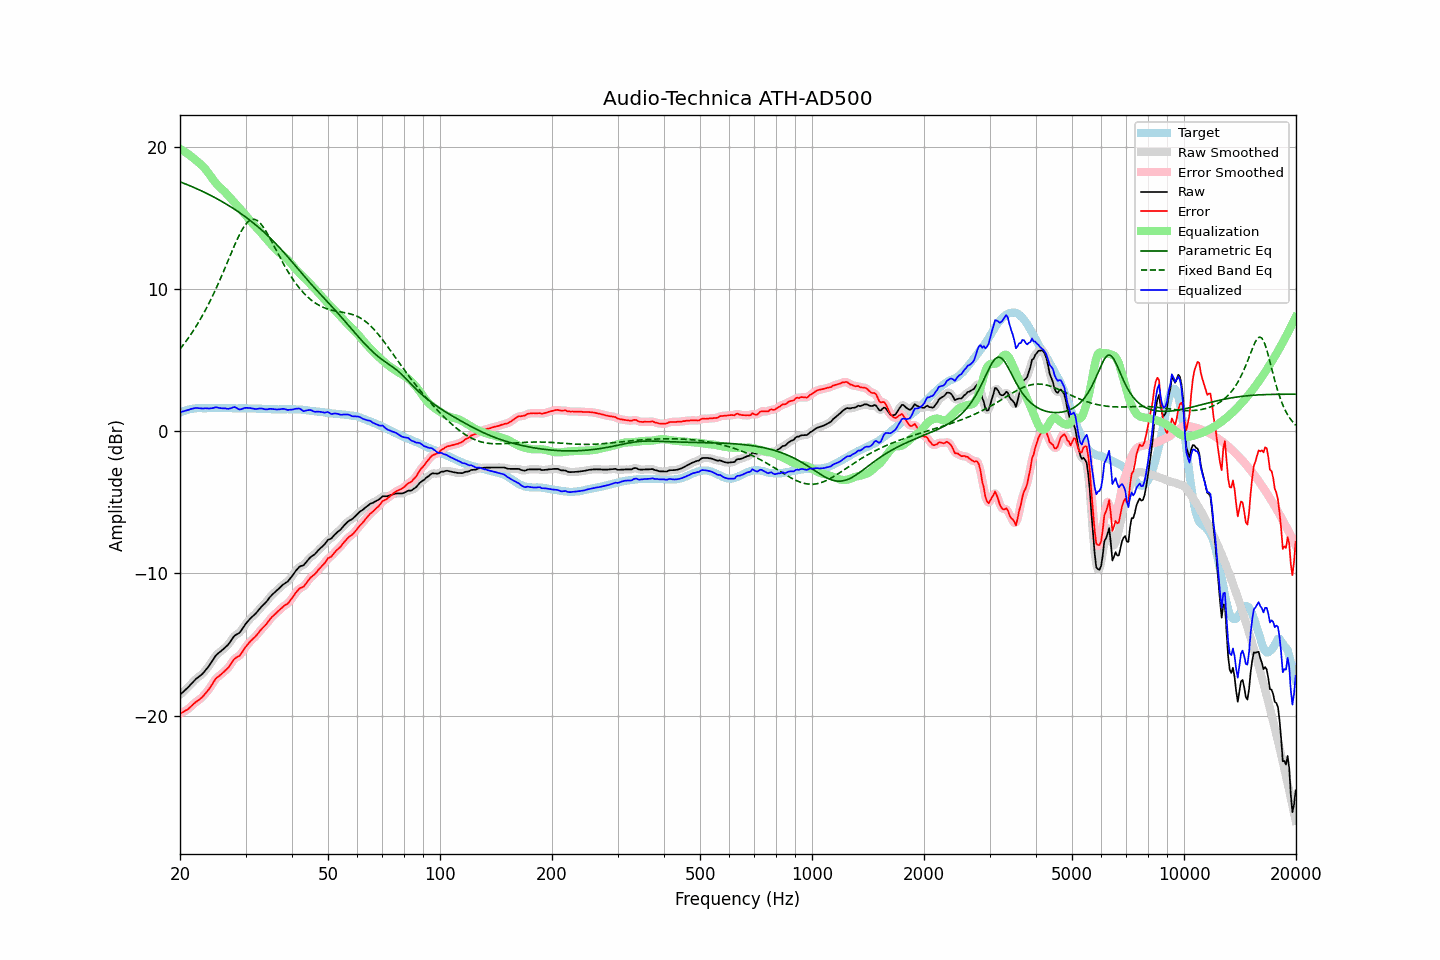 Audio-Technica ATH-AD500
Amplitude (dBr)
20
10
0
−10
−20
Target
Raw Smoothed
Error Smoothed
Raw
Error
Equalization
Parametric Eq
Fixed Band Eq
Equalized
20 50 100 200 500 1000 2000 5000 10000 20000
Frequency (Hz)